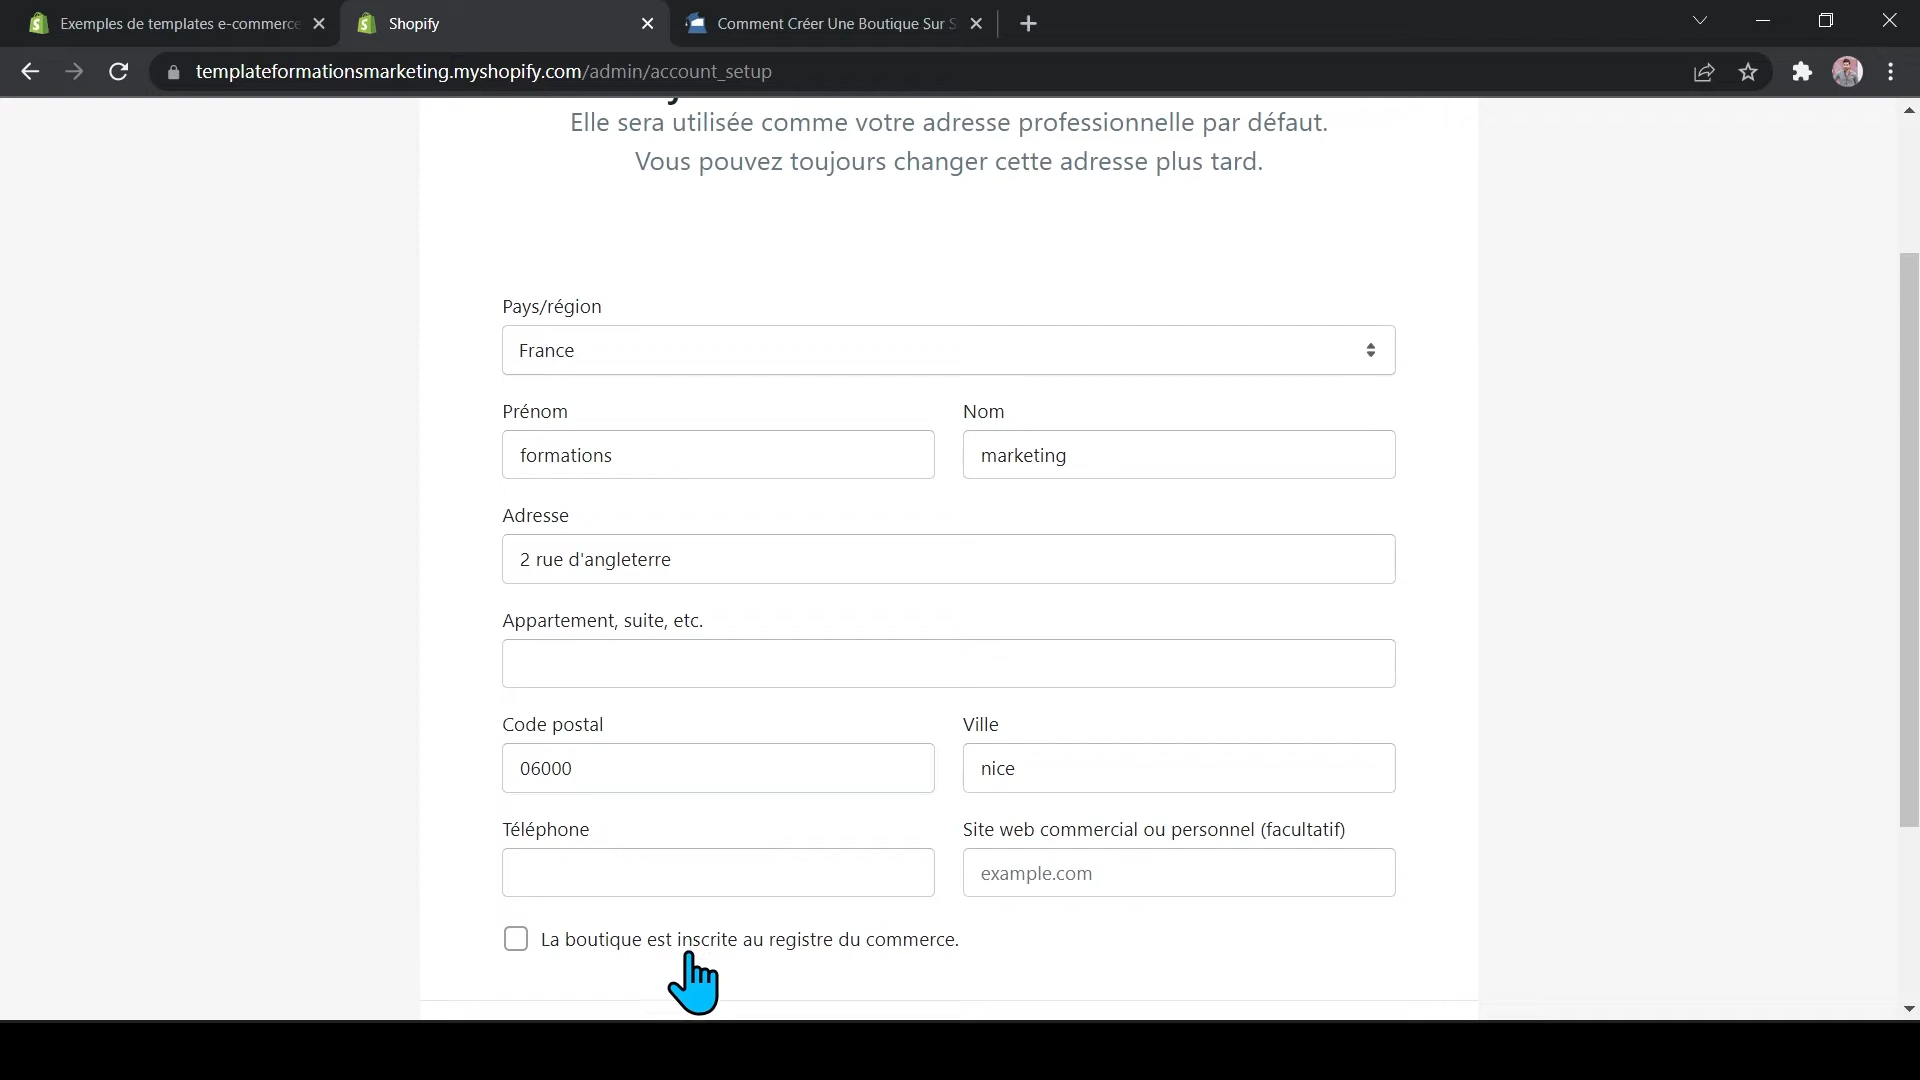 Exemples de templates e-commerce
Shopify
Comment Créer Une Boutique Sur S
templateformationsmarketing.myshopify.com/admin/account_setup
Elle sera utilisée comme votre adresse professionnelle par défaut.
Vous pouvez toujours changer cette adresse plus tard.
Pays/région
France
Prénom
Nom
formations
marketing
Adresse
2 rue d'angleterre
Appartement, suite, etc.
Code postal
Ville
06000
nice
Téléphone
Site web commercial ou personnel (facultatif)
example.com
La boutique est inscrite au registre du commerce.